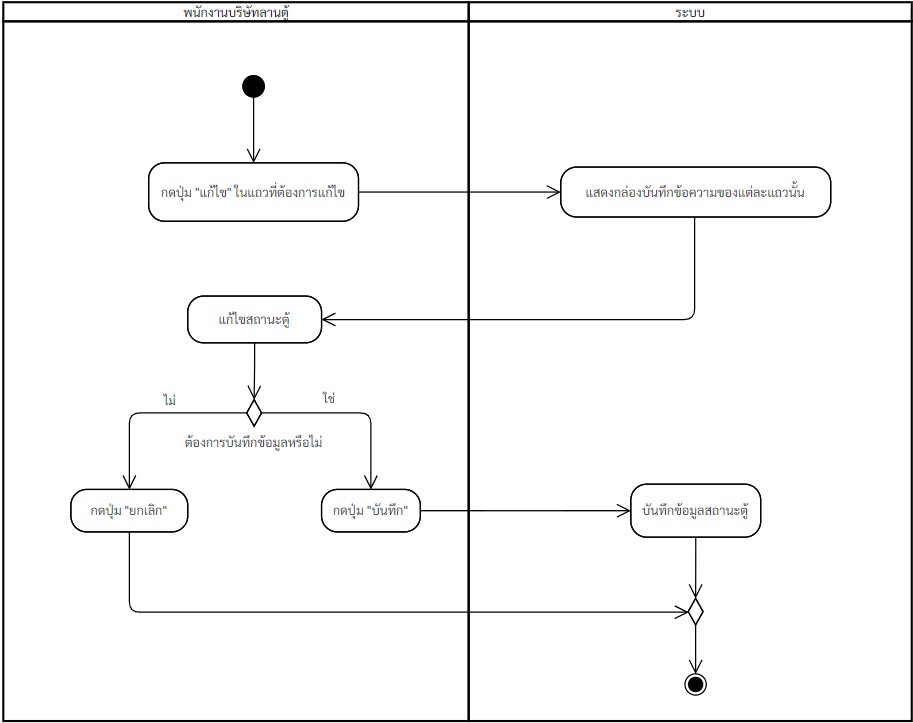 พนักงานบริษัทลานตู้
ระบบ
กดปุ่ม "แก้ไข" ในแถวที่ต้องการแก้ไข
แสดงกล่องบันทึกข้อความของแต่ละแถวนั้น
แก้ไขสถานะตู้
ไม่
ใช่
ต้องการบันทึกข้อมูลหรือไม่
กดปุ่ม "ยกเลิก"
กดปุ่ม "บันทึก"
บันทึกข้อมูลสถานะตู้